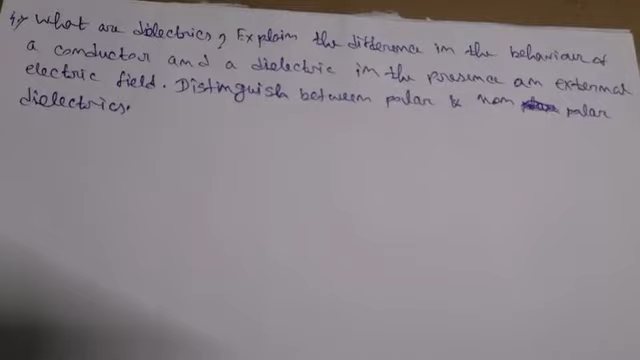 4) What are dielectrics, Explain the difference in the behaviour of
a conductor and a dielectric in the presence an external
electric field. Distinguish between polar & non polar
dielectrics.